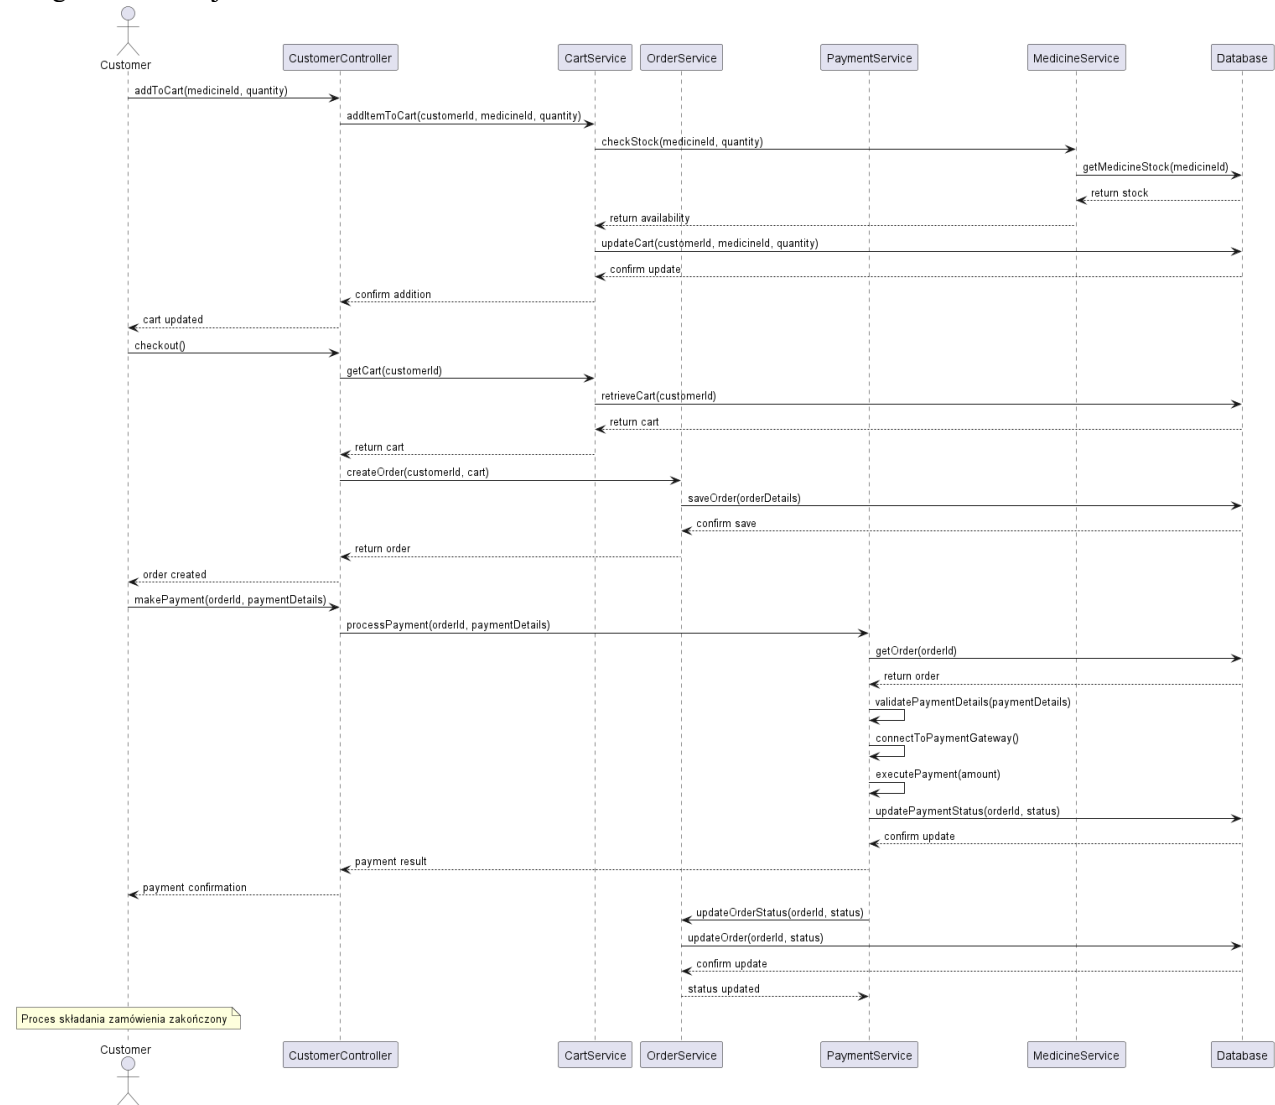 Customer
CustomerController
CartService
OrderService
PaymentService
MedicineService
Database
addToCart(medicineId, quantity)
addItemToCart(customerId, medicineId, quantity)
checkStock(medicineId, quantity)
getMedicineStock(medicineId)
return stock
return availability
updateCart(customerId, medicineId, quantity)
confirm update
confirm addition
cart updated
checkout()
getCart(customerId)
retrieveCart(customerId)
return cart
return cart
createOrder(customerId, cart)
saveOrder(orderDetails)
confirm save
return order
order created
makePayment(orderId, paymentDetails)
processPayment(orderId, paymentDetails)
getOrder(orderId)
return order
validatePaymentDetails(paymentDetails)
connectToPaymentGateway()
executePayment(amount)
updatePaymentStatus(orderId, status)
confirm update
payment result
payment confirmation
updateOrderStatus(orderId, status)
updateOrder(orderId, status)
confirm update
status updated
Proces składania zamówienia zakończony
Customer
CustomerController
CartService
OrderService
PaymentService
MedicineService
Database